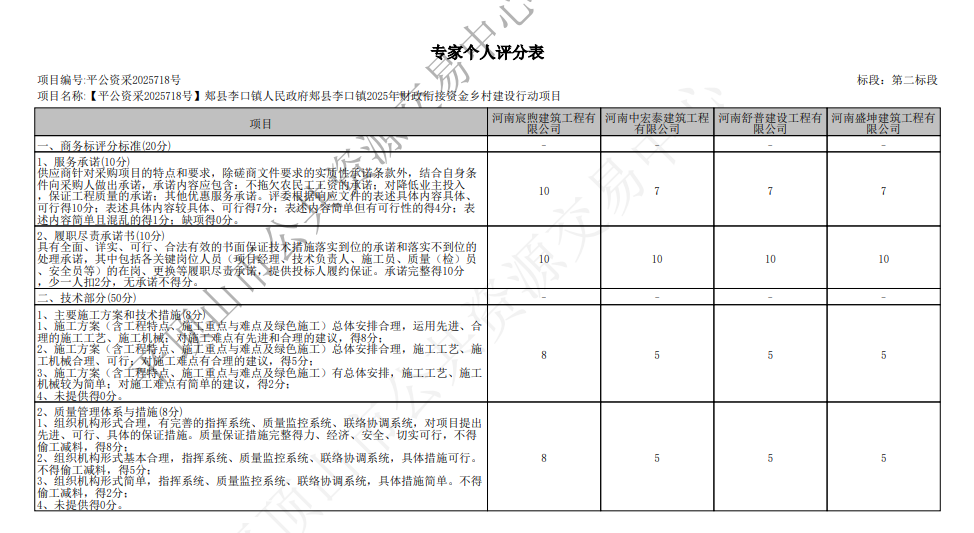 专家个人评分表
项目编号:平公资采2025718号
标段：第二标段
项目名称:【平公资采2025718号】郏县李口镇人民政府郏县李口镇2025年财政衔接资金乡村建设行动项目
项目
河南宸煦建筑工程有限公司
河南中宏泰建筑工程有限公司
河南舒普建设工程有限公司
河南盛坤建筑工程有限公司
一、商务标评分标准(20分)
- - - -
1、服务承诺(10分)
供应商针对采购项目的特点和要求，除磋商文件要求的实质性承诺条款外，结合自身条
件向采购人做出承诺，承诺内容应包含：不拖欠农民工工资的承诺；对降低业主投入
，保证工程质量的承诺；其他优惠服务承诺。评委根据响应文件的表述具体内容具体、
可行得10分；表述具体内容较具体、可行得7分；表述内容简单但有可行性的得4分；表
述内容简单且混乱的得1分；缺项得0分。
10 7 7 7
2、履职尽责承诺书(10分)
具有全面、详实、可行、合法有效的书面保证技术措施落实到位的承诺和落实不到位的
处理承诺，其中包括各关键岗位人员（项目经理、技术负责人、施工员、质量（检）员
、安全员等）的在岗、更换等履职尽责承诺，提供投标人履约保证。承诺完整得10分
，少一人扣2分，无承诺不得分。
10 10 10 10
二、技术部分(50分)
- - - -
1、主要施工方案和技术措施(8分)
1、施工方案（含工程特点、施工重点与难点及绿色施工）总体安排合理，运用先进、合
理的施工工艺、施工机械；对施工难点有先进和合理的建议，得8分；
2、施工方案（含工程特点、施工重点与难点及绿色施工）总体安排合理，施工工艺、施
工机械合理、可行；对施工难点有合理的建议，得5分；
3、施工方案（含工程特点、施工重点与难点及绿色施工）有总体安排，施工工艺、施工
机械较为简单；对施工难点有简单的建议，得2分；
4、未提供得0分。
8 5 5 5
2、质量管理体系与措施(8分)
1、组织机构形式合理，有完善的指挥系统、质量监控系统、联络协调系统，对项目提出
先进、可行、具体的保证措施。质量保证措施完整得力、经济、安全、切实可行，不得
偷工减料，得8分；
2、组织机构形式基本合理，指挥系统、质量监控系统、联络协调系统，具体措施可行。
不得偷工减料，得5分；
3、组织机构形式简单，指挥系统、质量监控系统、联络协调系统，具体措施简单。不得
偷工减料，得2分；
4、未提供得0分。
8 5 5 5
平顶山市公共资源交易中心
平顶山市公共资源交易中心